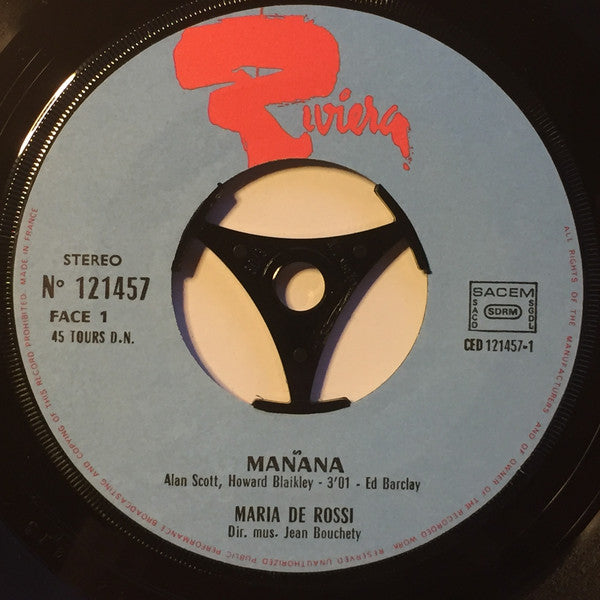 Riviera
STEREO
N° 121457
FACE 1
45 TOURS D.N.
SACEM
SACD SDRM SGDL
CED 121457-1
MAÑANA
Alan Scott, Howard Blaikley - 3'01 - Ed Barclay
MARIA DE ROSSI
Dir. mus. Jean Bouchety
ALL RIGHTS OF THE MANUFACTURERS AND OF OWNER OF THE RECORDED WORK RESERVED UNAUTHORIZED PUBLIC PERFORMANCE BROADCASTING AND COPYING OF THIS RECORD PROHIBITED. MADE IN FRANCE